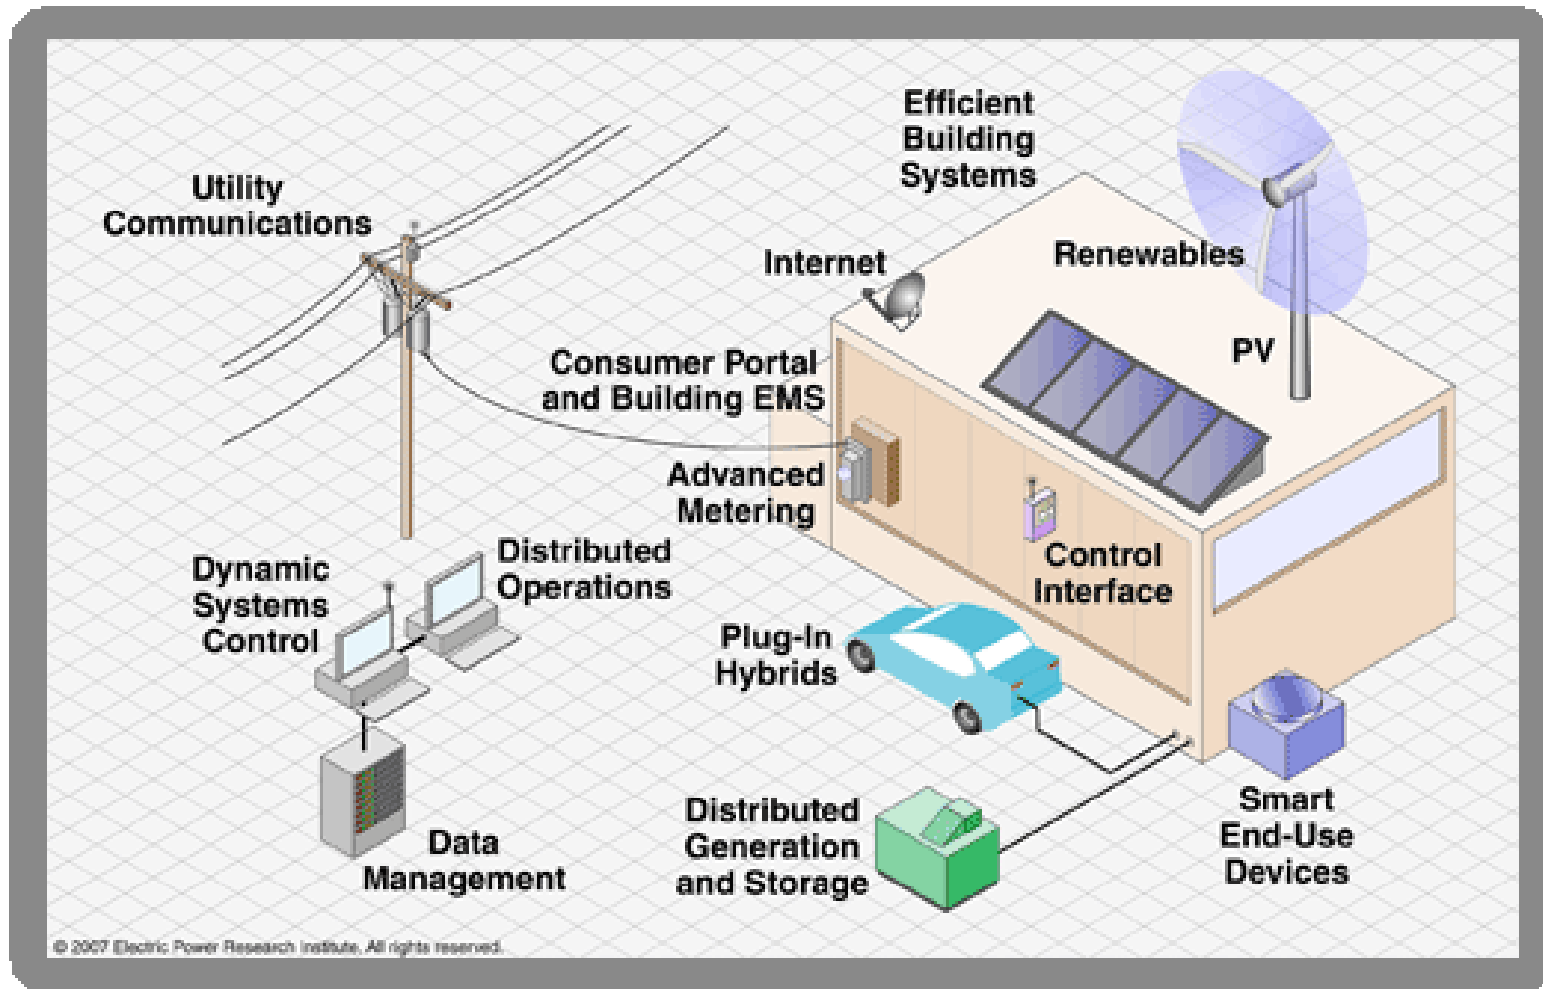 Efficient
Building
Systems
Utility
Communications
Internet
Renewables
PV
Consumer Portal
and Building EMS
Advanced
Metering
Control
Interface
Dynamic
Systems
Control
Distributed
Operations
Plug-In
Hybrids
Data
Management
Distributed
Generation
and Storage
Smart
End-Use
Devices
© 2007 Electric Power Research Institute, All rights reserved.